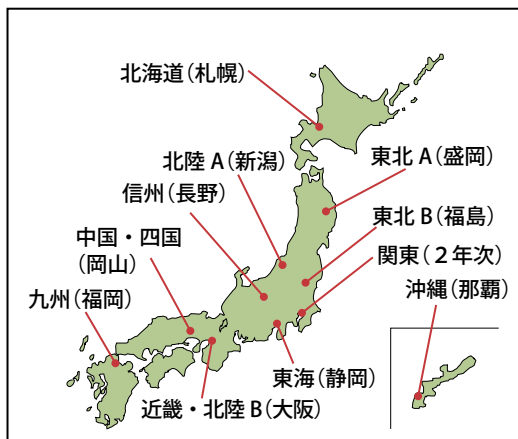 北海道(札幌)
北陸 A(新潟)
東北 A(盛岡)
信州(長野)
東北 B(福島)
中国・四国
(岡山)
関東(２年次)
九州(福岡)
沖縄(那覇)
東海(静岡)
近畿・北陸 B(大阪)